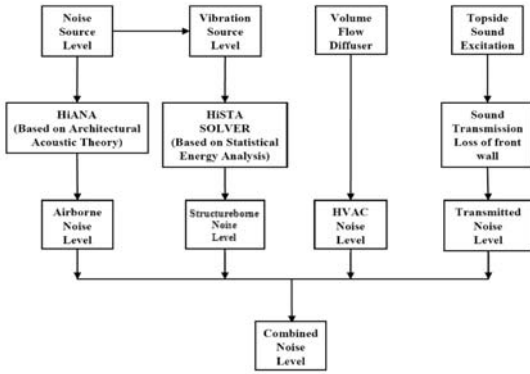 Noise
Source
Level
Vibration
Source
Level
Volume
Flow
Diffuser
Topside
Sound
Excitation
HiANA
(Based on Architectural
Acoustic Theory)
HiSTA
SOLVER
(Based on Statistical
Energy Analysis)
Sound
Transmission
Loss of front
wall
Airborne
Noise
Level
Structureborne
Noise
Level
HVAC
Noise
Level
Transmitted
Noise
Level
Combined
Noise
Level